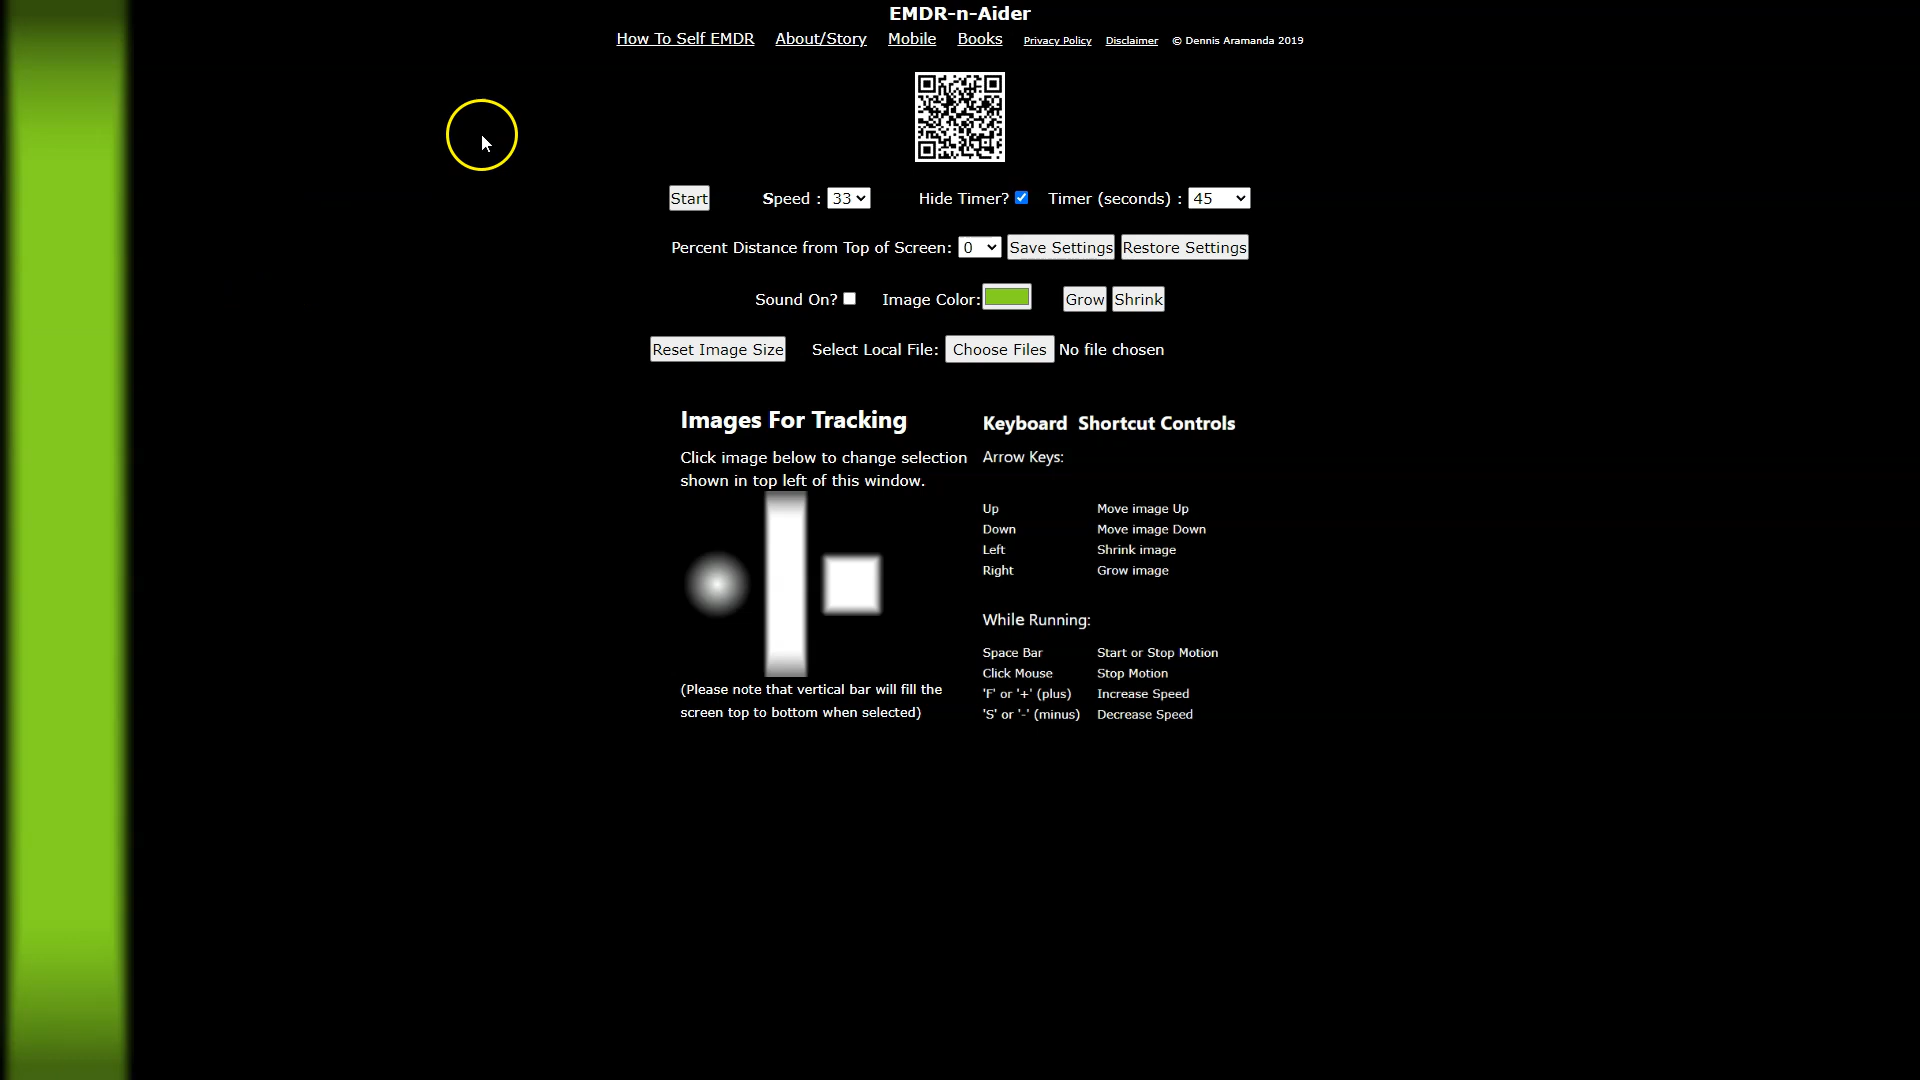 EMDR-n-Aider
How To Self EMDR About/Story Mobile Books Privacy Policy Disclaimer © Dennis Aramanda 2019
Start Speed : 33 Hide Timer? Timer (seconds) : 45
Percent Distance from Top of Screen: 0 Save Settings Restore Settings
Sound On? Image Color: Grow Shrink
Reset Image Size Select Local File: Choose Files No file chosen
Images For Tracking
Click image below to change selection
shown in top left of this window.
(Please note that vertical bar will fill the
screen top to bottom when selected)
Keyboard Shortcut Controls
Arrow Keys:
Up Move image Up
Down Move image Down
Left Shrink image
Right Grow image
While Running:
Space Bar Start or Stop Motion
Click Mouse Stop Motion
'F' or '+' (plus) Increase Speed
'S' or '-' (minus) Decrease Speed